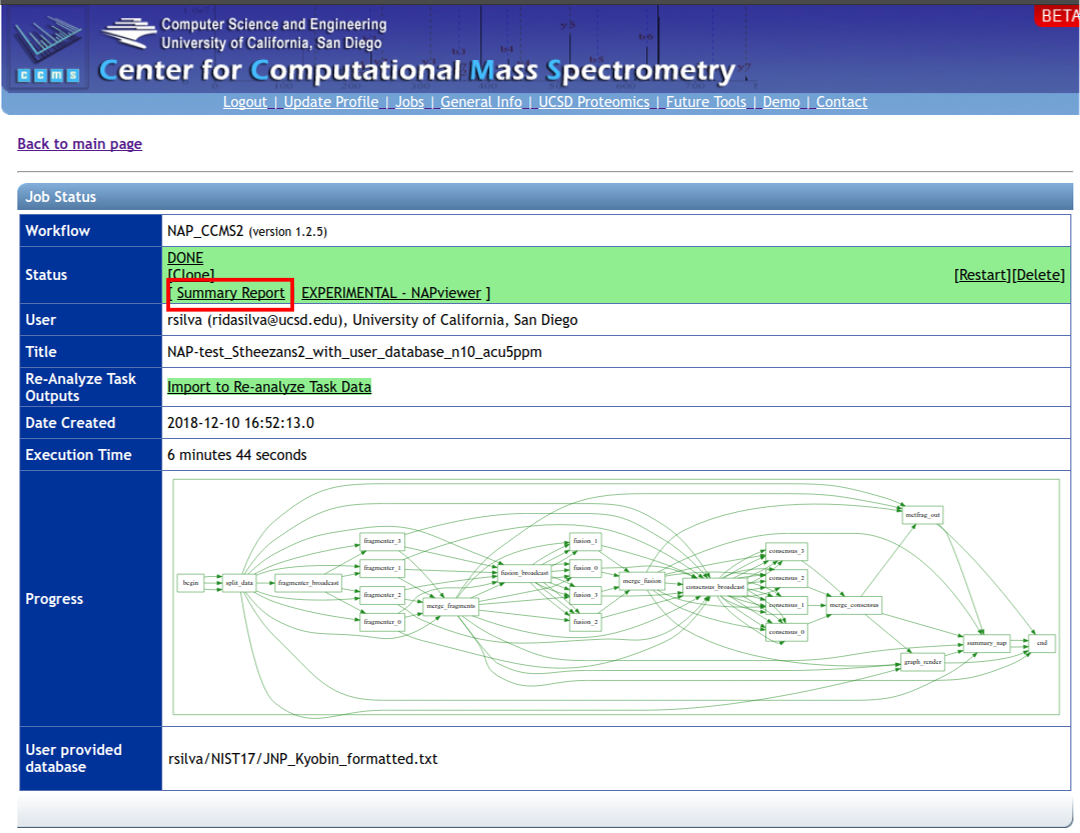 BETA
Computer Science and Engineering
University of California, San Diego
ccms
Center for Computational Mass Spectrometry
Logout | Update Profile | Jobs | General Info | UCSD Proteomics | Future Tools | Demo | Contact
Back to main page
Job Status
Workflow NAP_CCMS2 (version 1.2.5)
Status DONE
[Clone] [Restart][Delete]
[ Summary Report EXPERIMENTAL - NAPviewer ]
User rsilva (ridasilva@ucsd.edu), University of California, San Diego
Title NAP-test_Stheezans2_with_user_database_n10_acu5ppm
Re-Analyze Task
Outputs
Import to Re-analyze Task Data
Date Created 2018-12-10 16:52:13.0
Execution Time 6 minutes 44 seconds
Progress
begin
split_data
fragmenter_broadcast
fragmenter_3
fragmenter_1
fragmenter_2
fragmenter_0
merge_fragments
fusion_broadcast
fusion_1
fusion_0
fusion_3
fusion_2
merge_fusion
consensus_broadcast
consensus_3
consensus_2
consensus_1
consensus_0
merge_consensus
metfrag_out
graph_render
summary_nap
end
User provided
database
rsilva/NIST17/JNP_Kyobin_formatted.txt